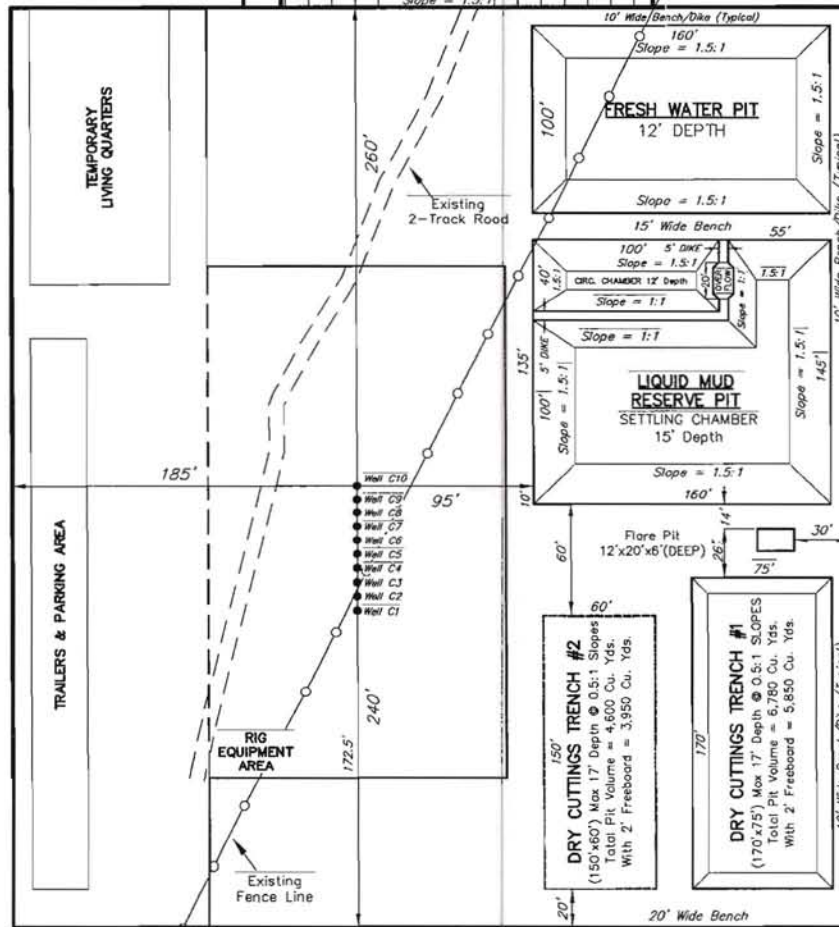 Slope = 1.5:1
10' Wide Bench/Dike (Typical)
160'
Slope = 1.5:1
100'
FRESH WATER PIT
12' DEPTH
Slope = 1.5:1
Slope = 1.5:1
15' Wide Bench
TEMPORARY
LIVING QUARTERS
260'
Existing
2-Track Road
100'
5' DIKE
55'
Slope = 1.5:1
40'
1.5:1
CIRC. CHAMBER 12' Depth
20'
OVER
FLOW
1.5:1
Slope = 1:1
Slope = 1:1
Slope = 1:1
135'
5' DIKE
100'
Slope = 1.5:1
LIQUID MUD
RESERVE PIT
SETTLING CHAMBER
15' Depth
Slope = 1.5:1
145'
Slope = 1.5:1
160'
10' Wide Bench/Dike (Typical)
185'
95'
10'
Well C10
Well C9
Well C8
Well C7
Well C6
Well C5
Well C4
Well C3
Well C2
Well C1
60'
14'
Flare Pit
12'x20'x6'(DEEP)
26'
30'
75'
TRAILERS & PARKING AREA
240'
172.5'
RIG
EQUIPMENT
AREA
Existing
Fence Line
60'
150'
DRY CUTTINGS TRENCH #2
(150'x60') Max 17' Depth @ 0.5:1 Slopes
Total Pit Volume = 4,600 Cu. Yds.
With 2' Freeboard = 3,950 Cu. Yds.
170'
DRY CUTTINGS TRENCH #1
(170'x75') Max 17' Depth @ 0.5:1 SLOPES
Total Pit Volume = 6,780 Cu. Yds.
With 2' Freeboard = 5,850 Cu. Yds.
20'
20' Wide Bench